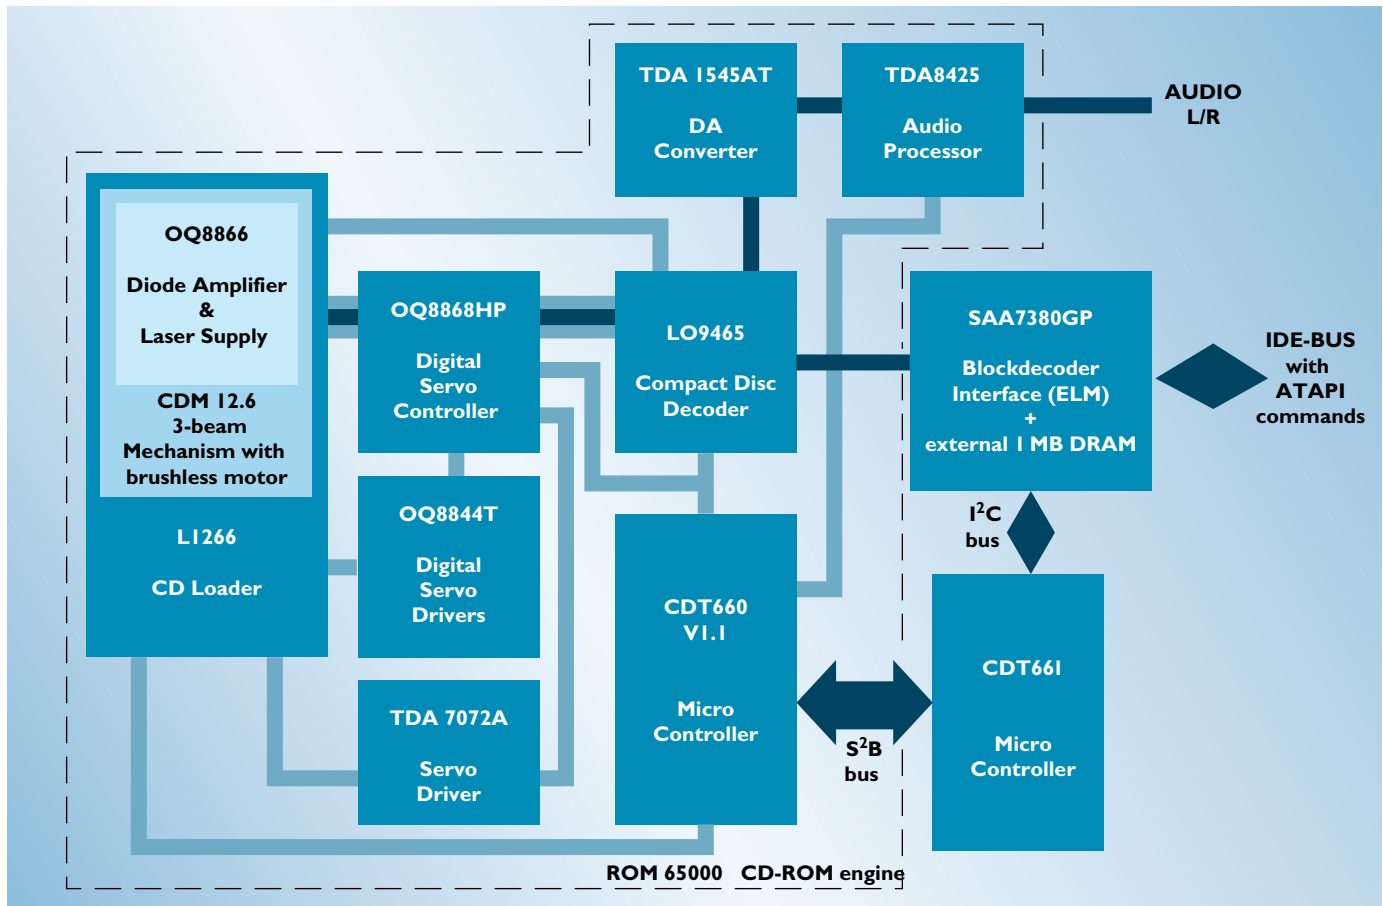 TDA 1545AT
DA
Converter
TDA8425
Audio
Processor
AUDIO
L/R
OQ8866
Diode Amplifier
&
Laser Supply
CDM 12.6
3-beam
Mechanism with
brushless motor
L1266
CD Loader
OQ8868HP
Digital
Servo
Controller
LO9465
Compact Disc
Decoder
SAA7380GP
Blockdecoder
Interface (ELM)
+
external 1 MB DRAM
IDE-BUS
with
ATAPI
commands
OQ8844T
Digital
Servo
Drivers
I²C
bus
CDT660
V1.1
Micro
Controller
CDT661
Micro
Controller
TDA 7072A
Servo
Driver
S²B
bus
ROM 65000 CD-ROM engine